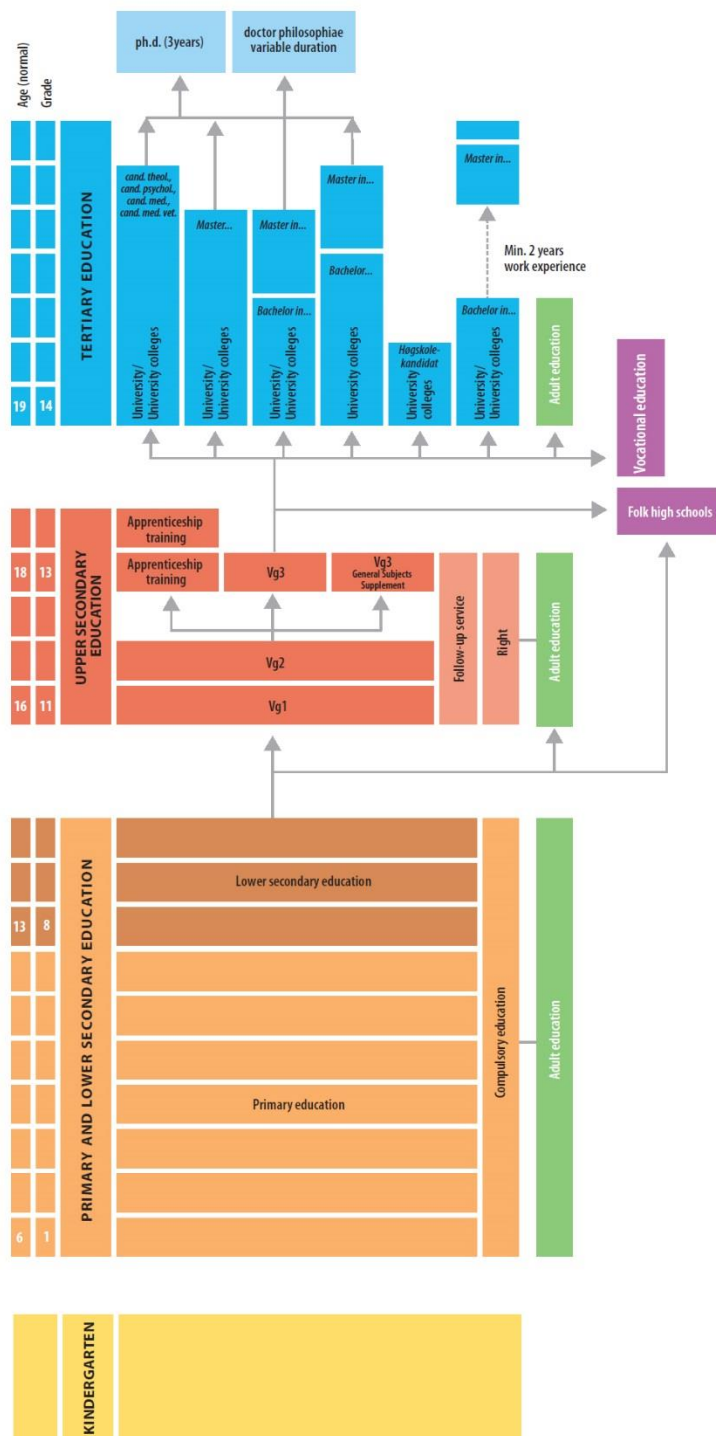 Age (normal)
Grade
ph.d. (3years)
doctor philosophiae
variable duration
19
14
TERTIARY EDUCATION
cand. theol.,
cand. psychol.,
cand. med.,
cand. med. vet.
University/
University colleges
Master...
University/
University colleges
Master in...
Bachelor in...
University/
University colleges
Master in...
Bachelor...
University colleges
Høgskole-
kandidat
University
colleges
Master in...
Min. 2 years
work experience
Bachelor in...
University/
University colleges
Adult education
Vocational education
Folk high schools
18
13
16
11
UPPER SECONDARY
EDUCATION
Apprenticeship
training
Apprenticeship
training
Vg3
Vg3
General Subjects
Supplement
Vg2
Vg1
Follow-up service
Right
Adult education
13
8
6
1
PRIMARY AND LOWER SECONDARY EDUCATION
Lower secondary education
Primary education
Compulsory education
Adult education
KINDERGARTEN